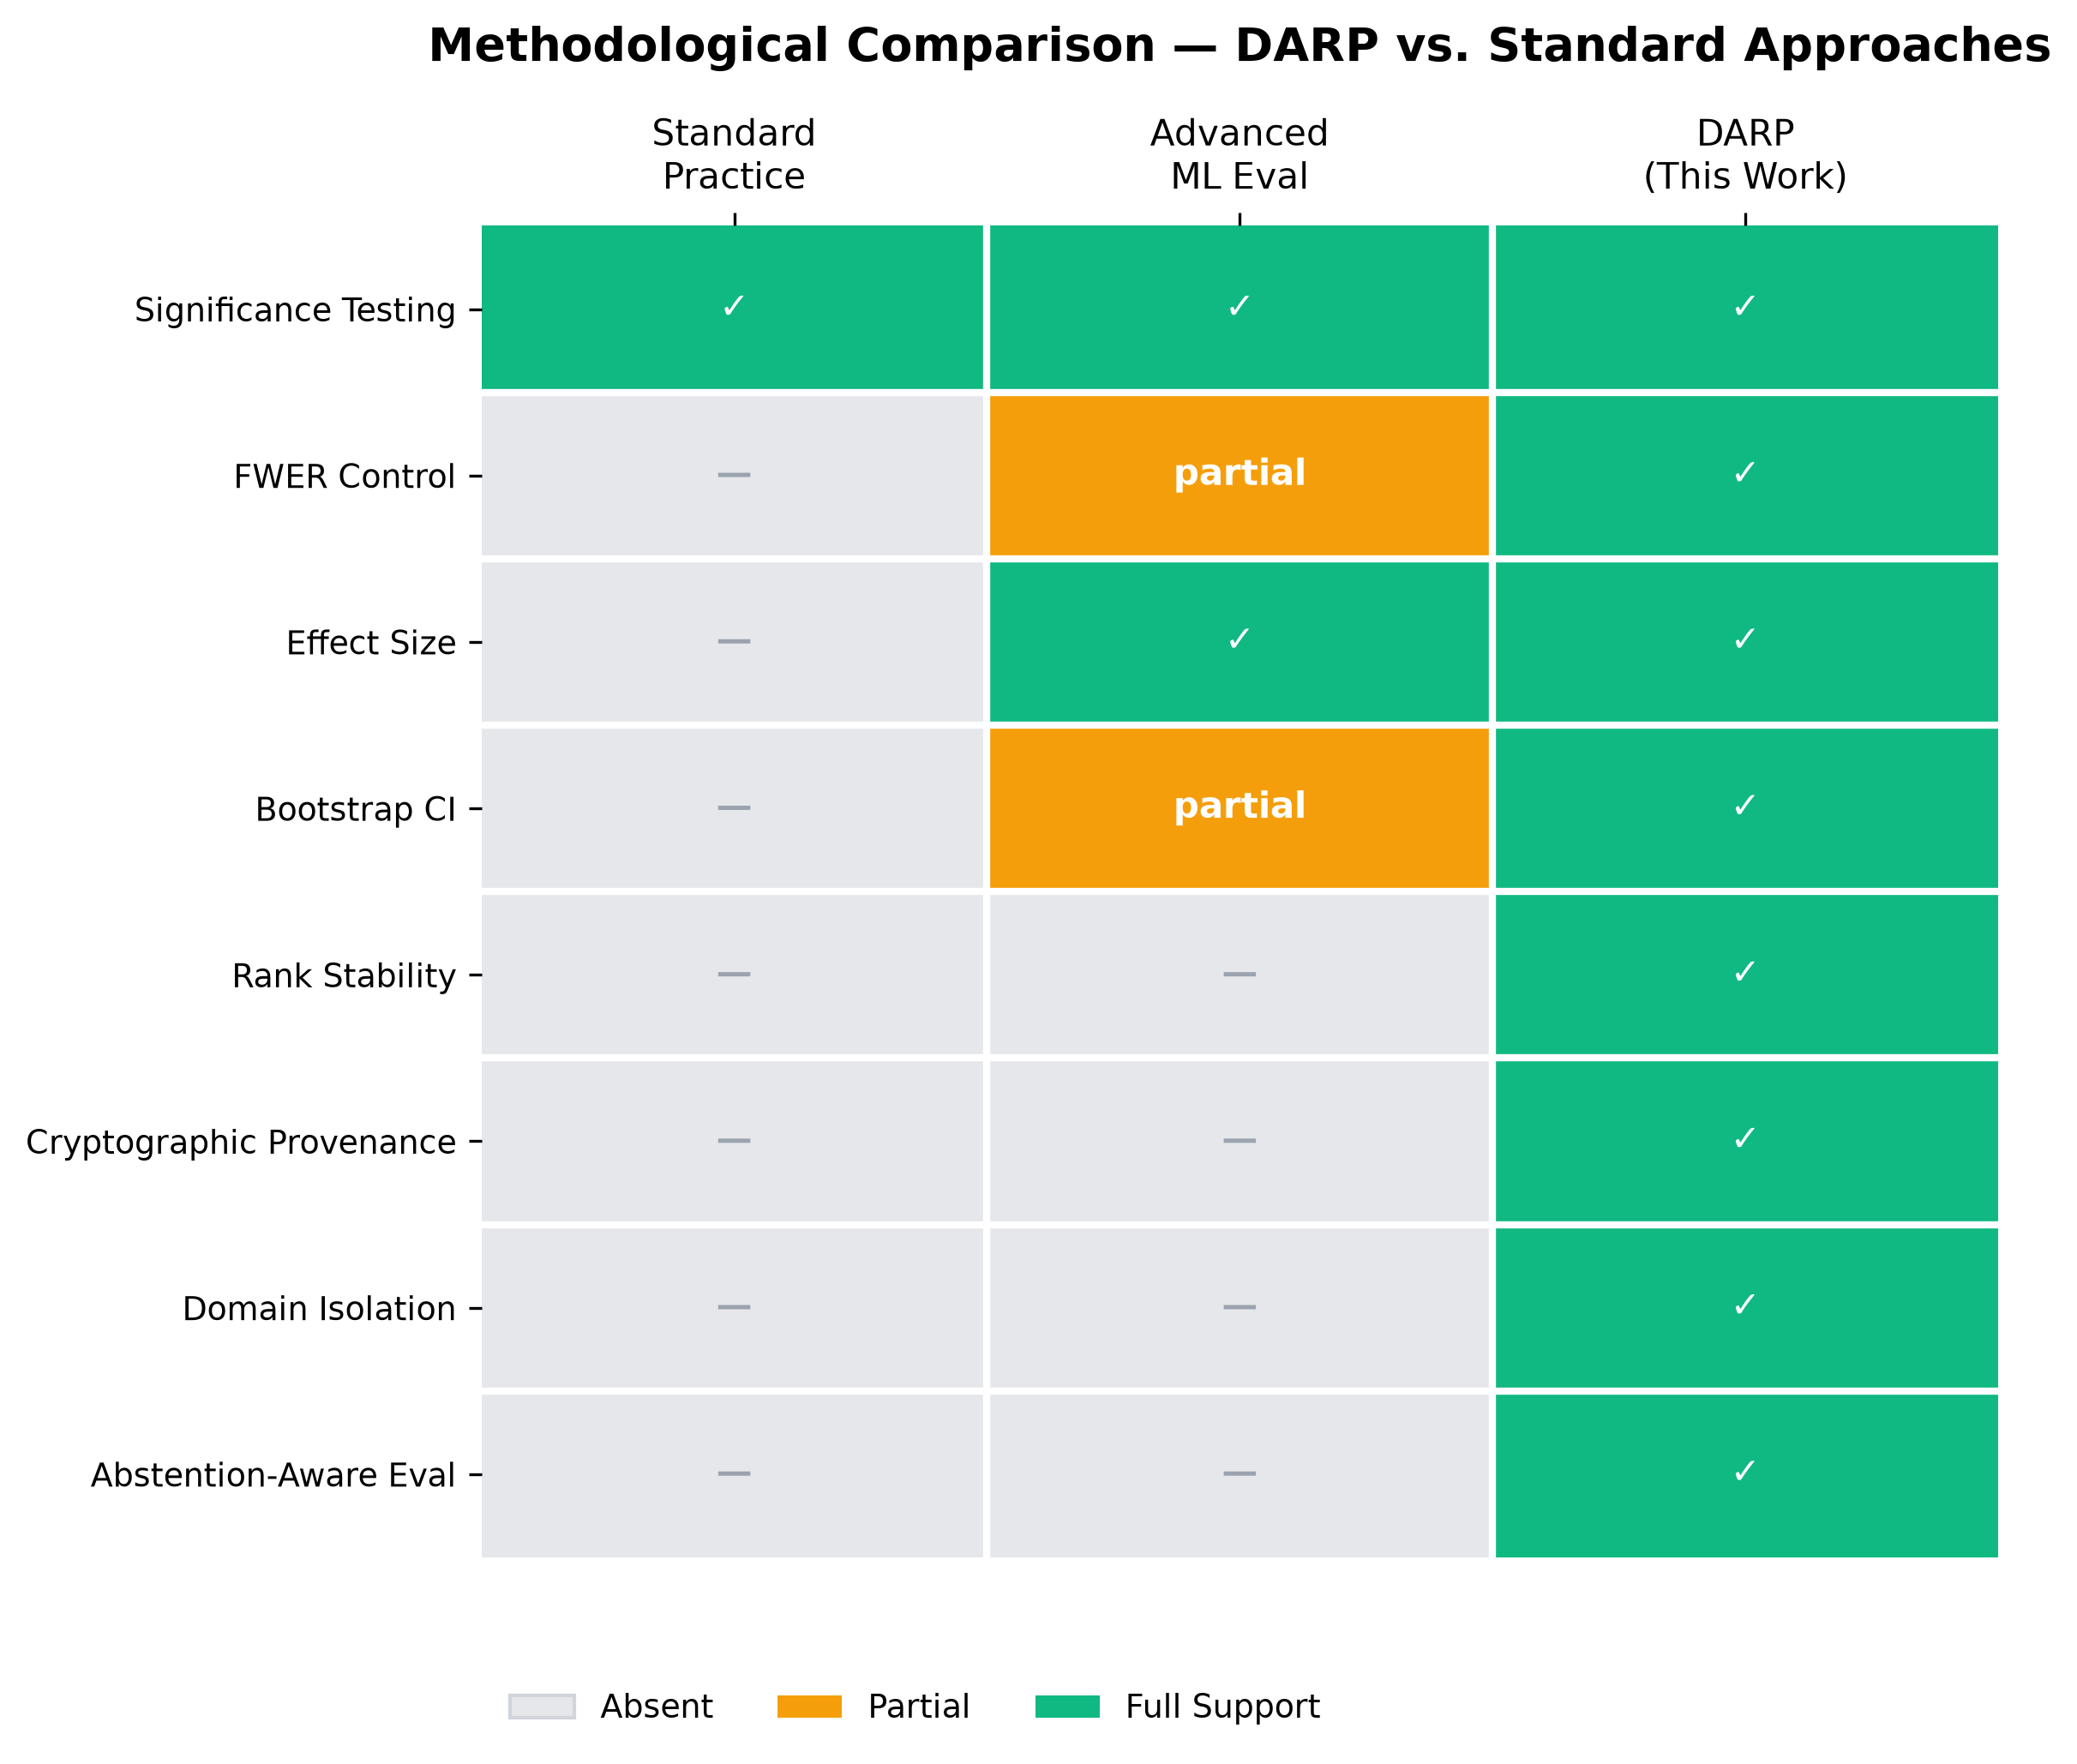 Methodological Comparison — DARP vs. Standard Approaches
Standard
Practice
Advanced
ML Eval
DARP
(This Work)
Significance Testing ✓ ✓ ✓
FWER Control — partial ✓
Effect Size — ✓ ✓
Bootstrap CI — partial ✓
Rank Stability — — ✓
Cryptographic Provenance — — ✓
Domain Isolation — — ✓
Abstention-Aware Eval — — ✓
Absent Partial Full Support